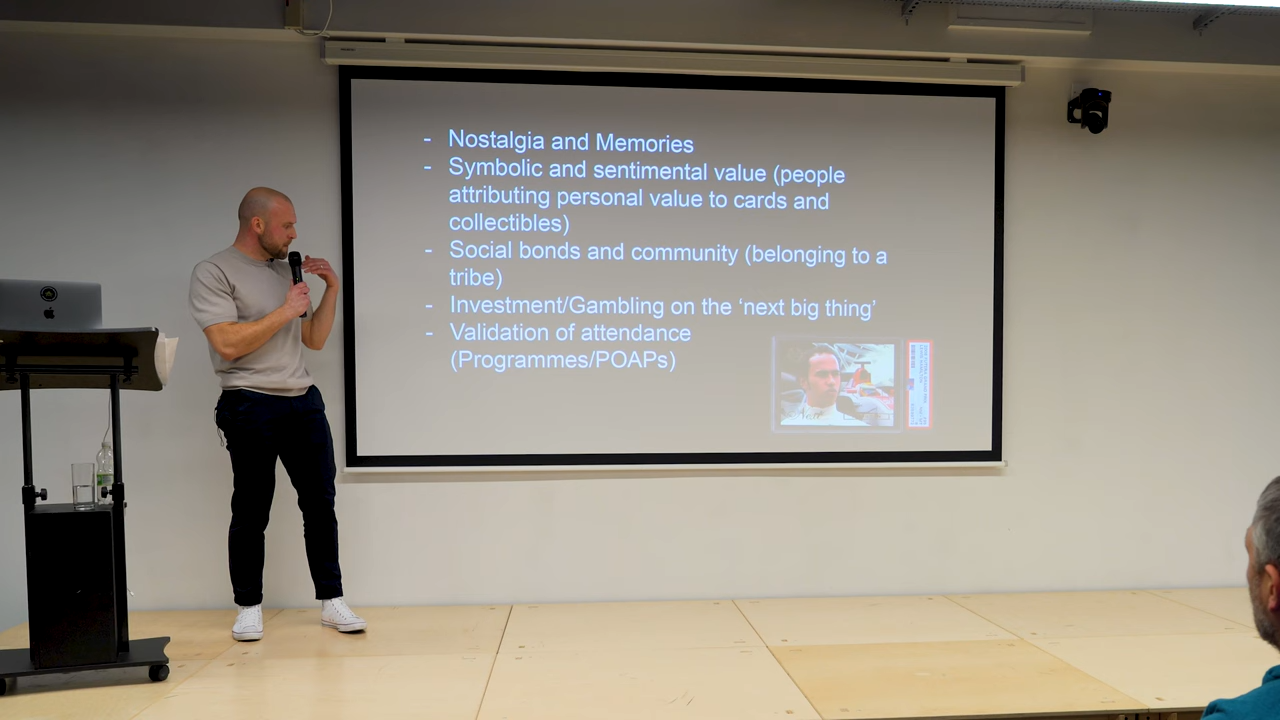 - Nostalgia and Memories
- Symbolic and sentimental value (people
attributing personal value to cards and
collectibles)
- Social bonds and community (belonging to a
tribe)
- Investment/Gambling on the ‘next big thing’
- Validation of attendance
(Programmes/POAPs)